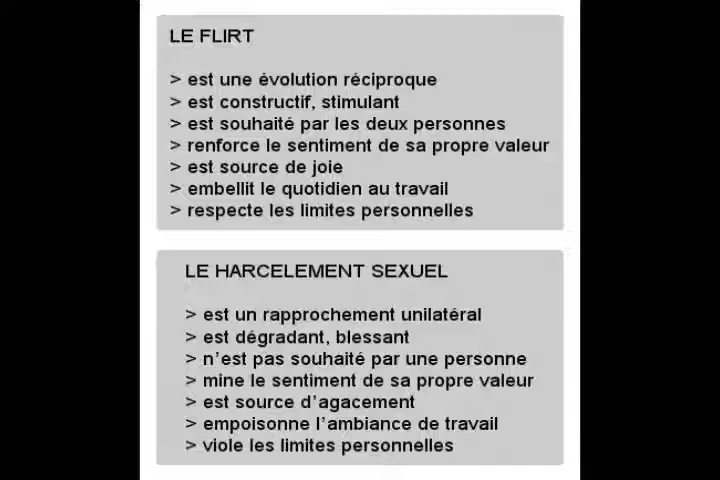 LE FLIRT
> est une évolution réciproque
> est constructif, stimulant
> est souhaité par les deux personnes
> renforce le sentiment de sa propre valeur
> est source de joie
> embellit le quotidien au travail
> respecte les limites personnelles
LE HARCELEMENT SEXUEL
> est un rapprochement unilatéral
> est dégradant, blessant
> n'est pas souhaité par une personne
> mine le sentiment de sa propre valeur
> est source d'agacement
> empoisonne l'ambiance de travail
> viole les limites personnelles